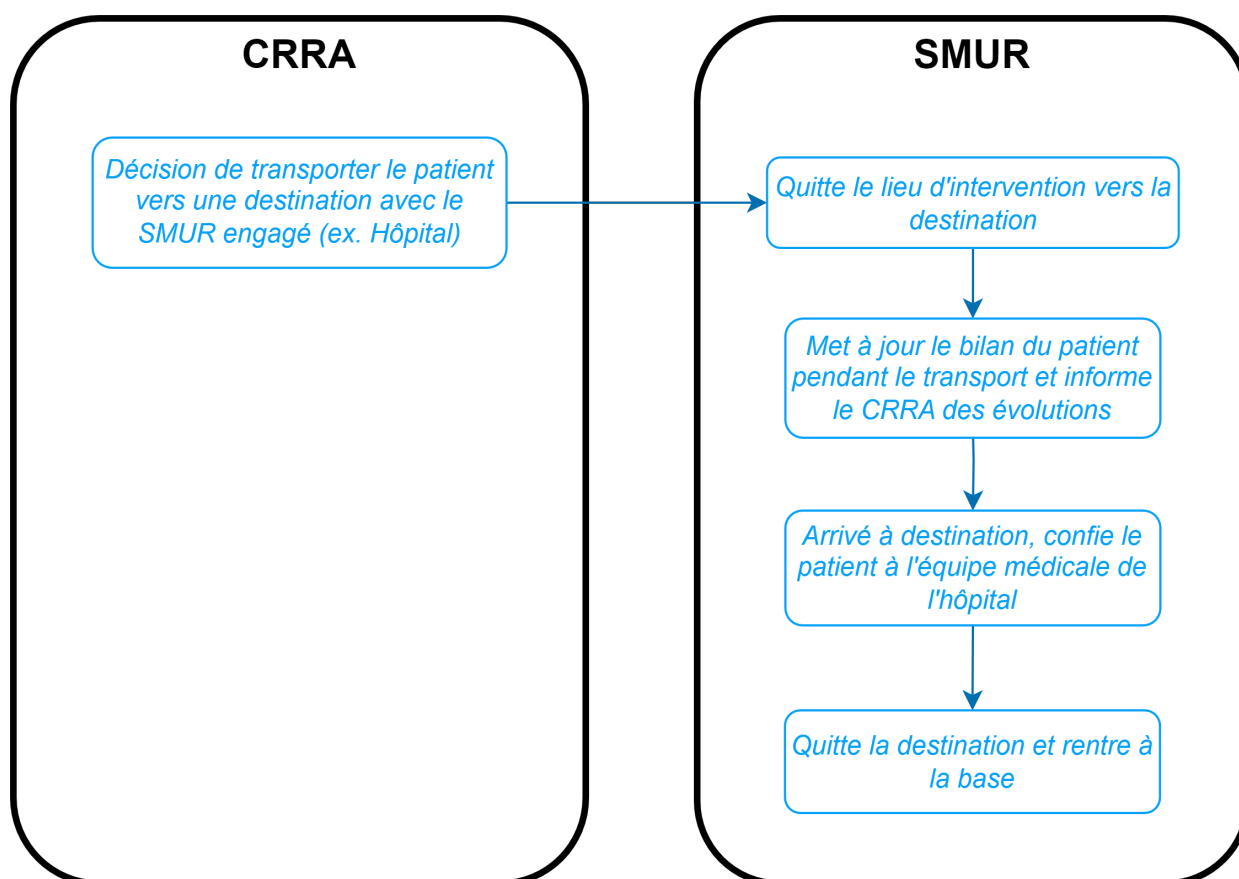 CRRA
SMUR
Décision de transporter le patient
vers une destination avec le
SMUR engagé (ex. Hôpital)
Quitte le lieu d'intervention vers la
destination
Met à jour le bilan du patient
pendant le transport et informe
le CRRA des évolutions
Arrivé à destination, confie le
patient à l'équipe médicale de
l'hôpital
Quitte la destination et rentre à
la base